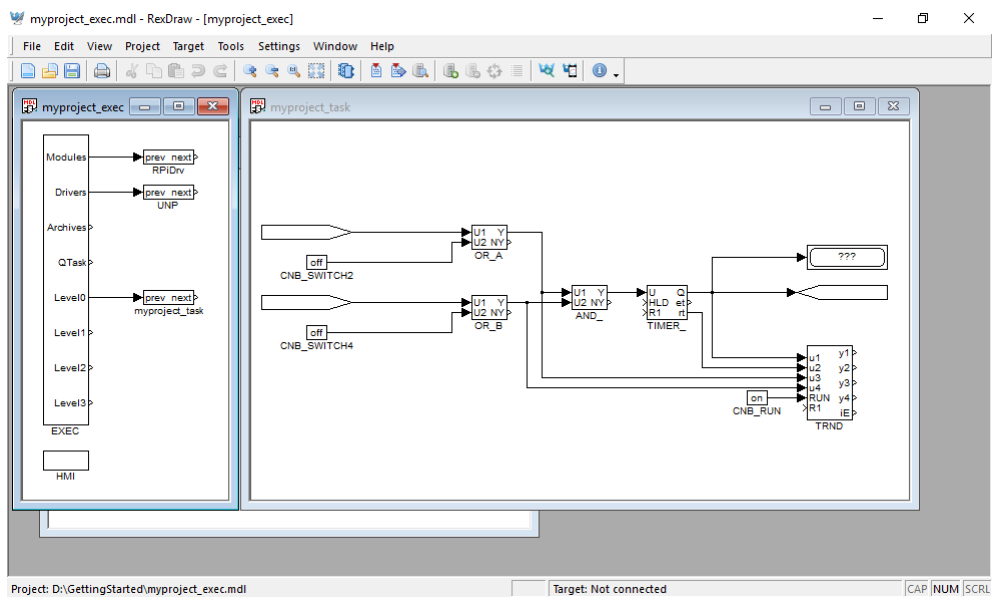 myproject_exec.mdl - RexDraw - [myproject_exec]
File Edit View Project Target Tools Settings Window Help
myproject_exec
Modules
prev next
RPIDrv
Drivers
prev next
UNP
Archives
QTask
Level0
prev next
myproject_task
Level1
Level2
Level3
EXEC
HMI
myproject_task
U1 Y
U2 NY
OR_A
off
CNB_SWITCH2
U1 Y
U2 NY
OR_B
off
CNB_SWITCH4
U1 Y
U2 NY
AND_
U Q
HLD et
R1 rt
TIMER_
???
u1 y1
u2 y2
u3 y3
u4
RUN y4
R1 iE
TRND
on
CNB_RUN
Project: D:\GettingStarted\myproject_exec.mdl
Target: Not connected
CAP NUM SCRL